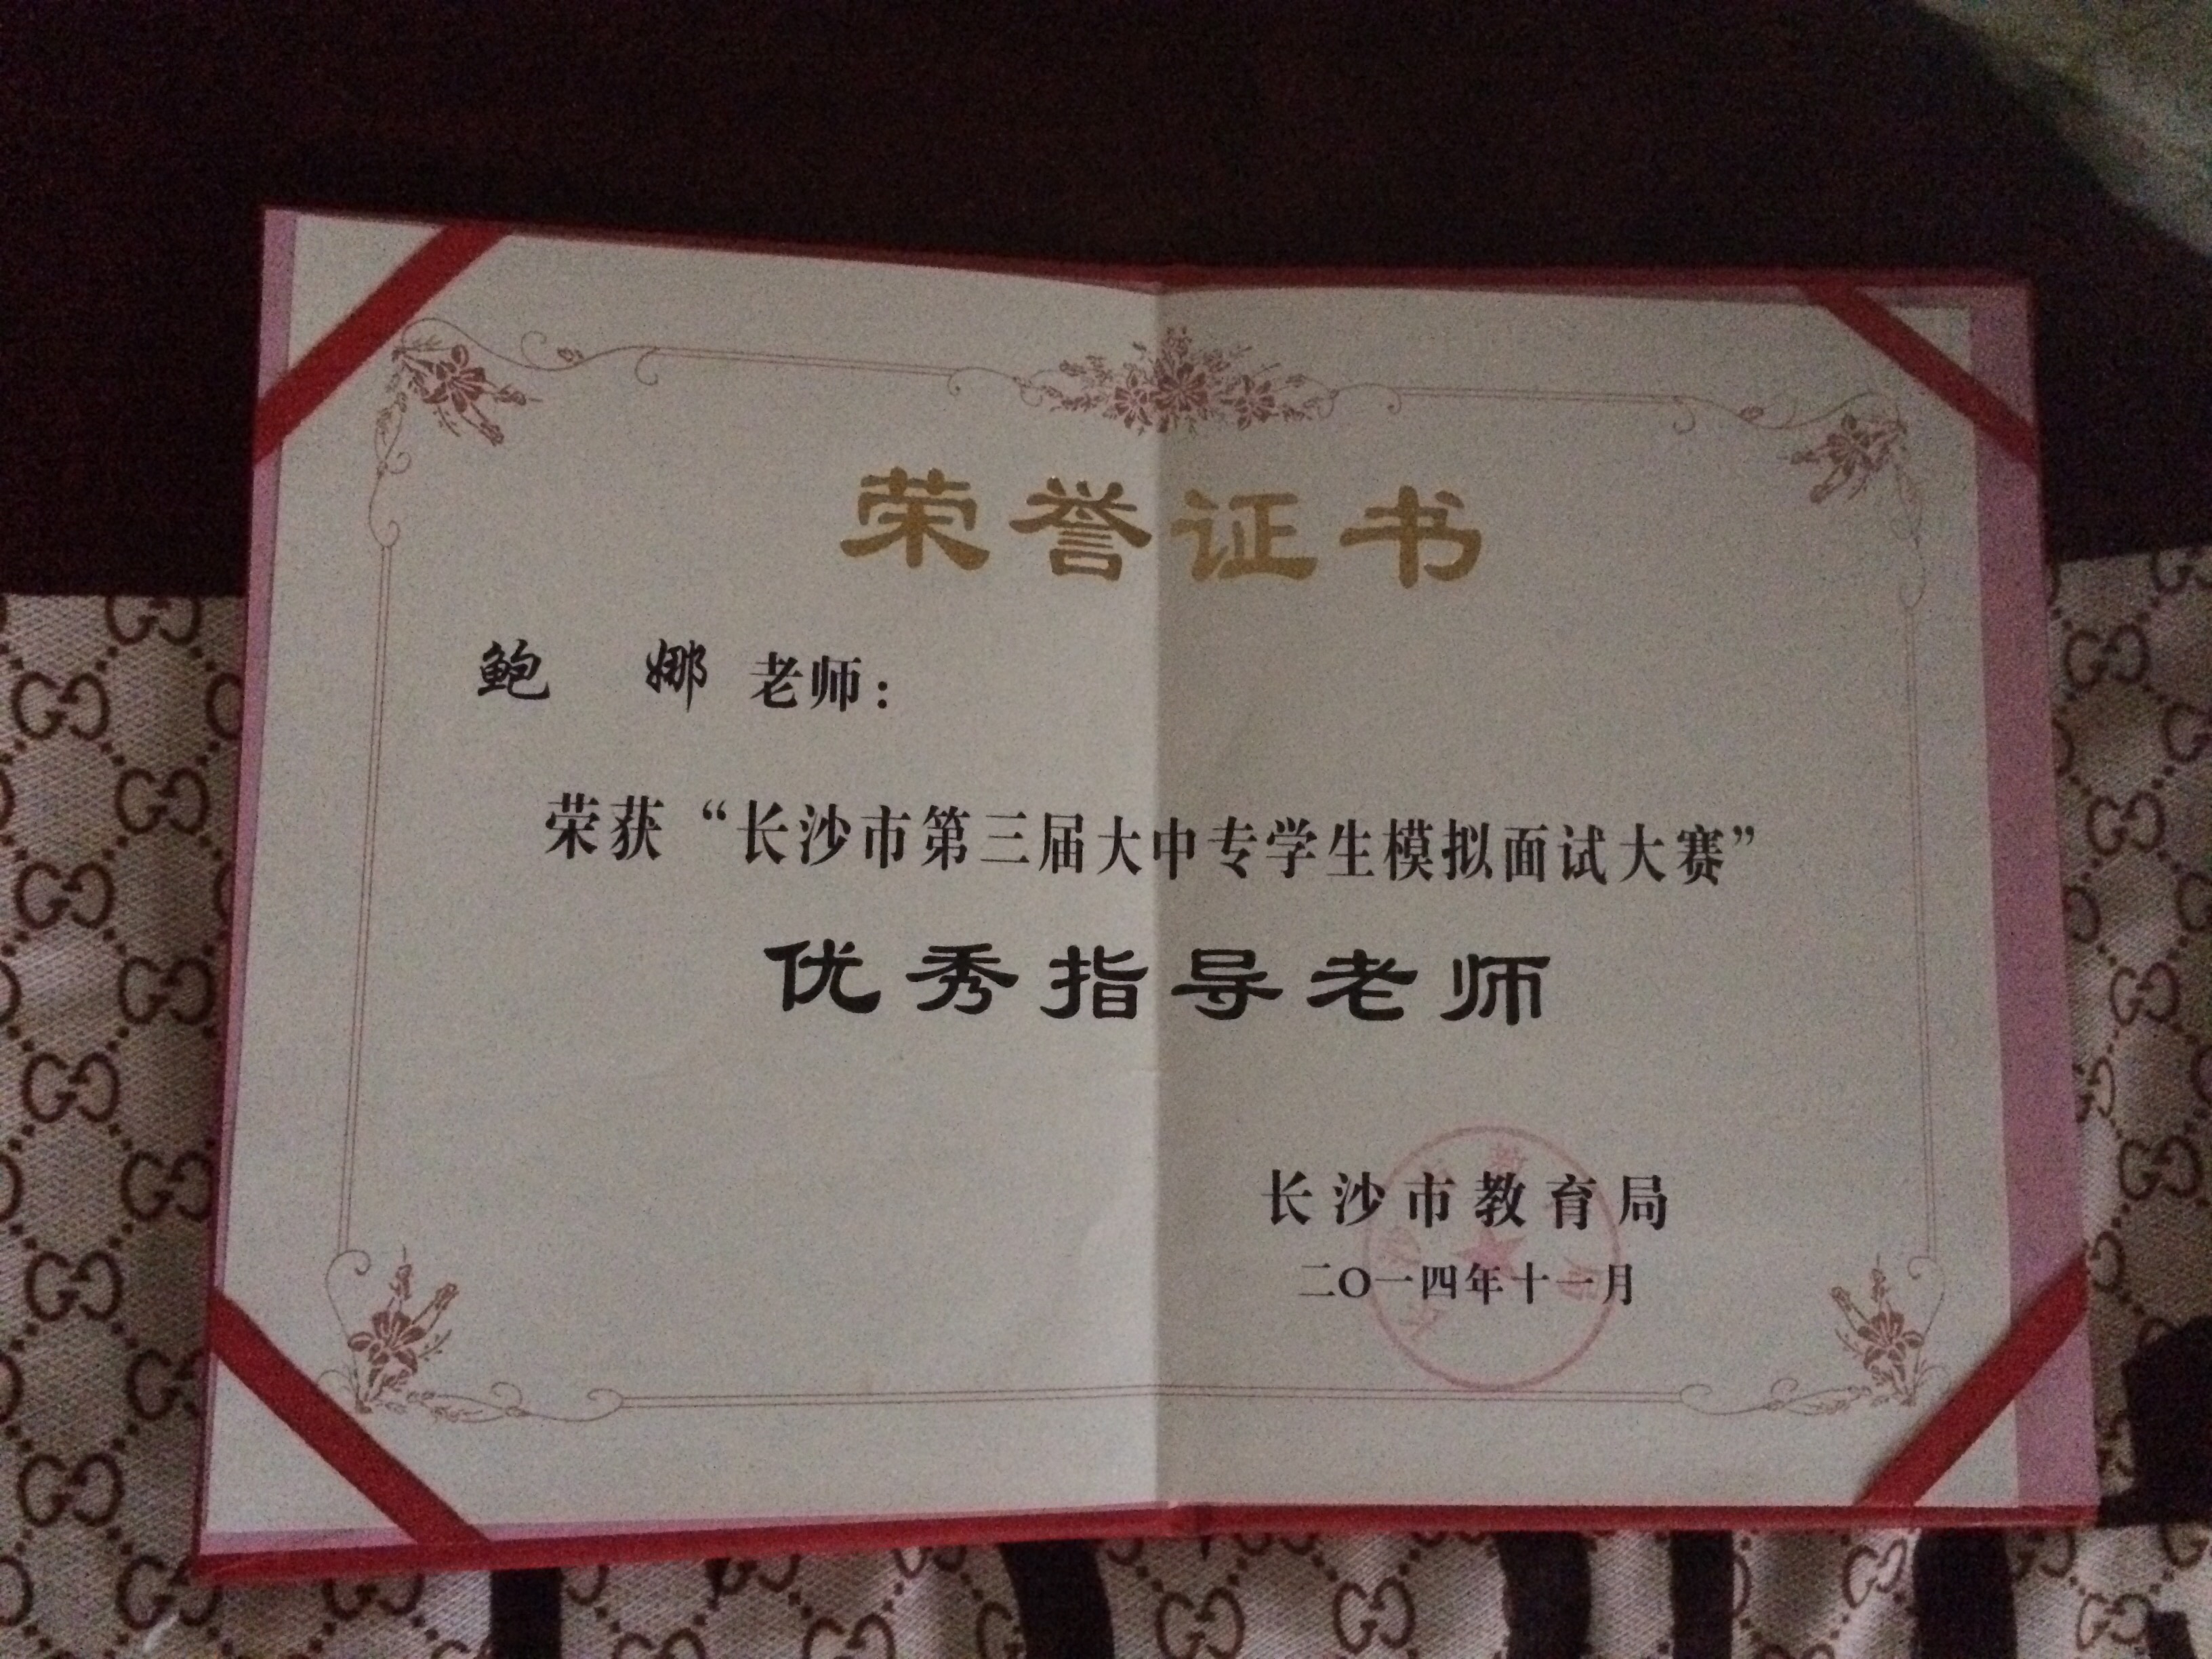 荣誉证书
鲍 娜 老师：
荣获“长沙市第三届大中专学生模拟面试大赛”
优秀指导老师
长沙市教育局
二〇一四年十一月